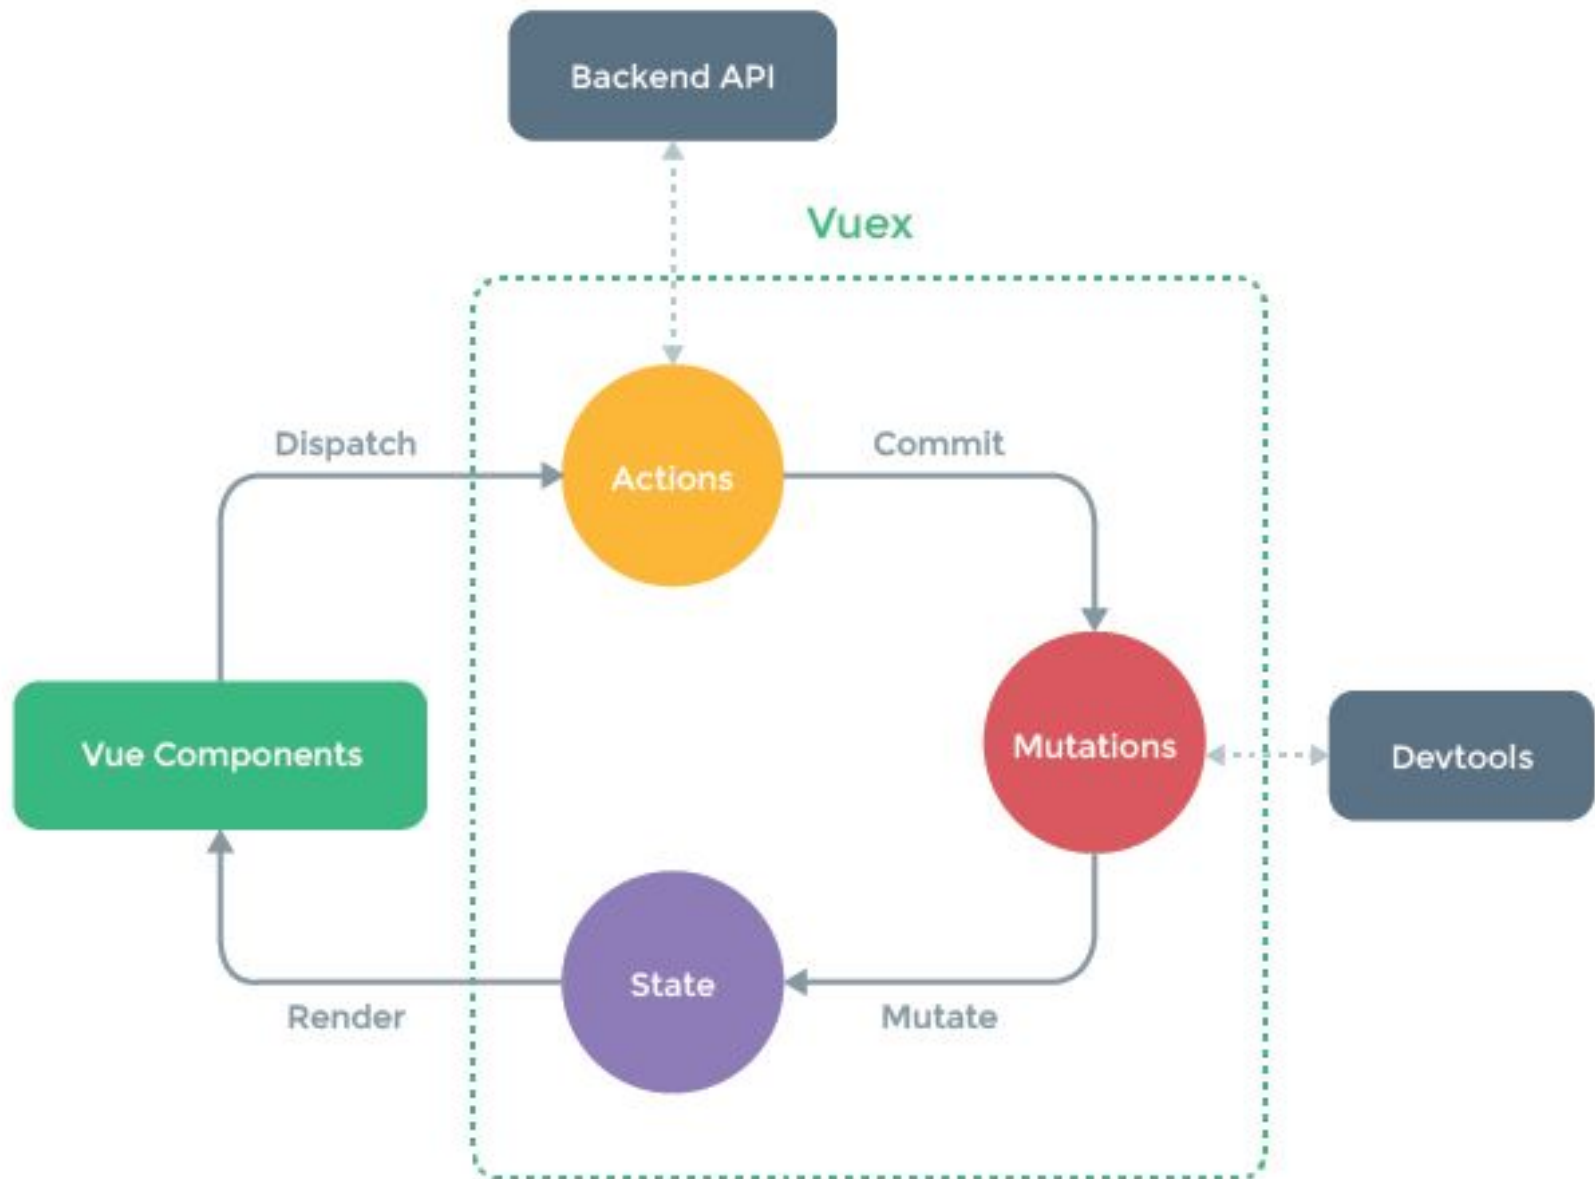 Backend API
Vuex
Dispatch
Commit
Actions
Vue Components
Mutations
Devtools
State
Render
Mutate